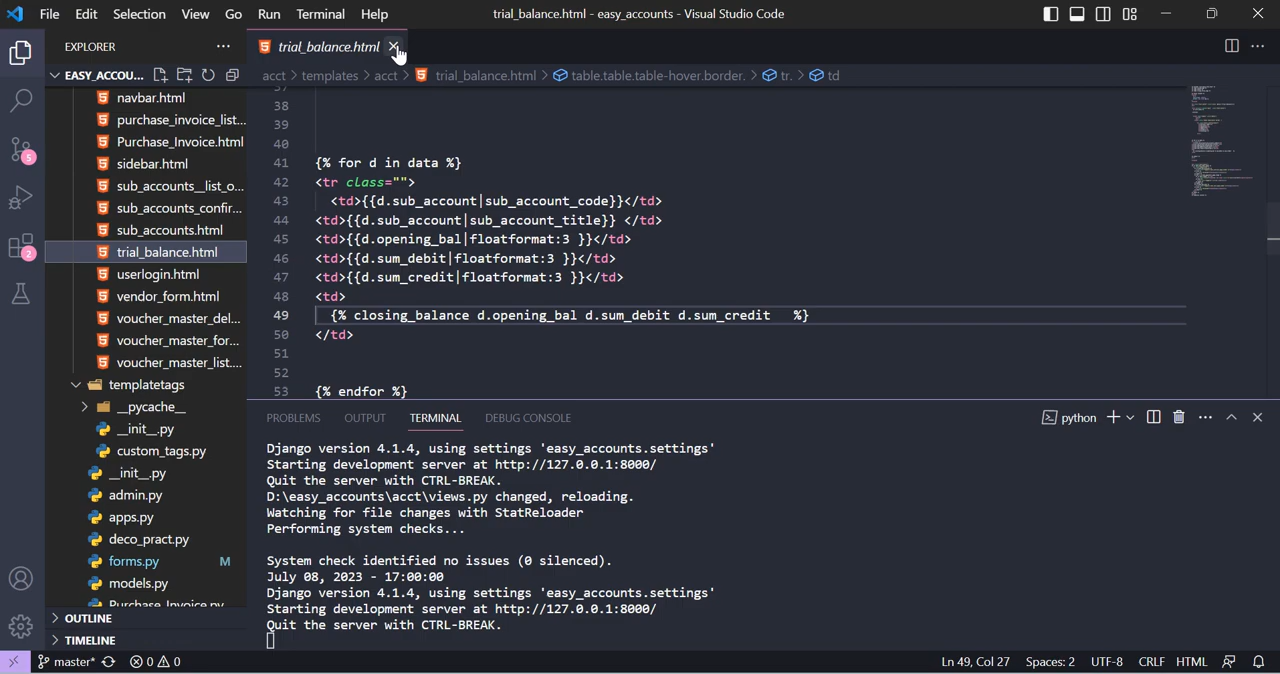 File Edit Selection View Go Run Terminal Help trial_balance.html - easy_accounts - Visual Studio Code
EXPLORER
EASY_ACCOU...
navbar.html
purchase_invoice_list...
Purchase_Invoice.html
sidebar.html
sub_accounts__list_o...
sub_accounts_confir...
sub_accounts.html
trial_balance.html
userlogin.html
vendor_form.html
voucher_master_del...
voucher_master_for...
voucher_master_list....
templatetags
__pycache__
__init__.py
custom_tags.py
__init__.py
admin.py
apps.py
deco_pract.py
forms.py M
models.py
Purchase_Invoice.py
OUTLINE
TIMELINE
5
2
trial_balance.html
acct > templates > acct > trial_balance.html > table.table.table-hover.border. > tr. > td
37
38
39
40
41 {% for d in data %}
42 <tr class="">
43 <td>{{d.sub_account|sub_account_code}}</td>
44 <td>{{d.sub_account|sub_account_title}} </td>
45 <td>{{d.opening_bal|floatformat:3 }}</td>
46 <td>{{d.sum_debit|floatformat:3 }}</td>
47 <td>{{d.sum_credit|floatformat:3 }}</td>
48 <td>
49 {% closing_balance d.opening_bal d.sum_debit d.sum_credit %}
50 </td>
51
52
53 {% endfor %}
PROBLEMS OUTPUT TERMINAL DEBUG CONSOLE python
Django version 4.1.4, using settings 'easy_accounts.settings'
Starting development server at http://127.0.0.1:8000/
Quit the server with CTRL-BREAK.
D:\easy_accounts\acct\views.py changed, reloading.
Watching for file changes with StatReloader
Performing system checks...
System check identified no issues (0 silenced).
July 08, 2023 - 17:00:00
Django version 4.1.4, using settings 'easy_accounts.settings'
Starting development server at http://127.0.0.1:8000/
Quit the server with CTRL-BREAK.
master* 0 0 Ln 49, Col 27 Spaces: 2 UTF-8 CRLF HTML